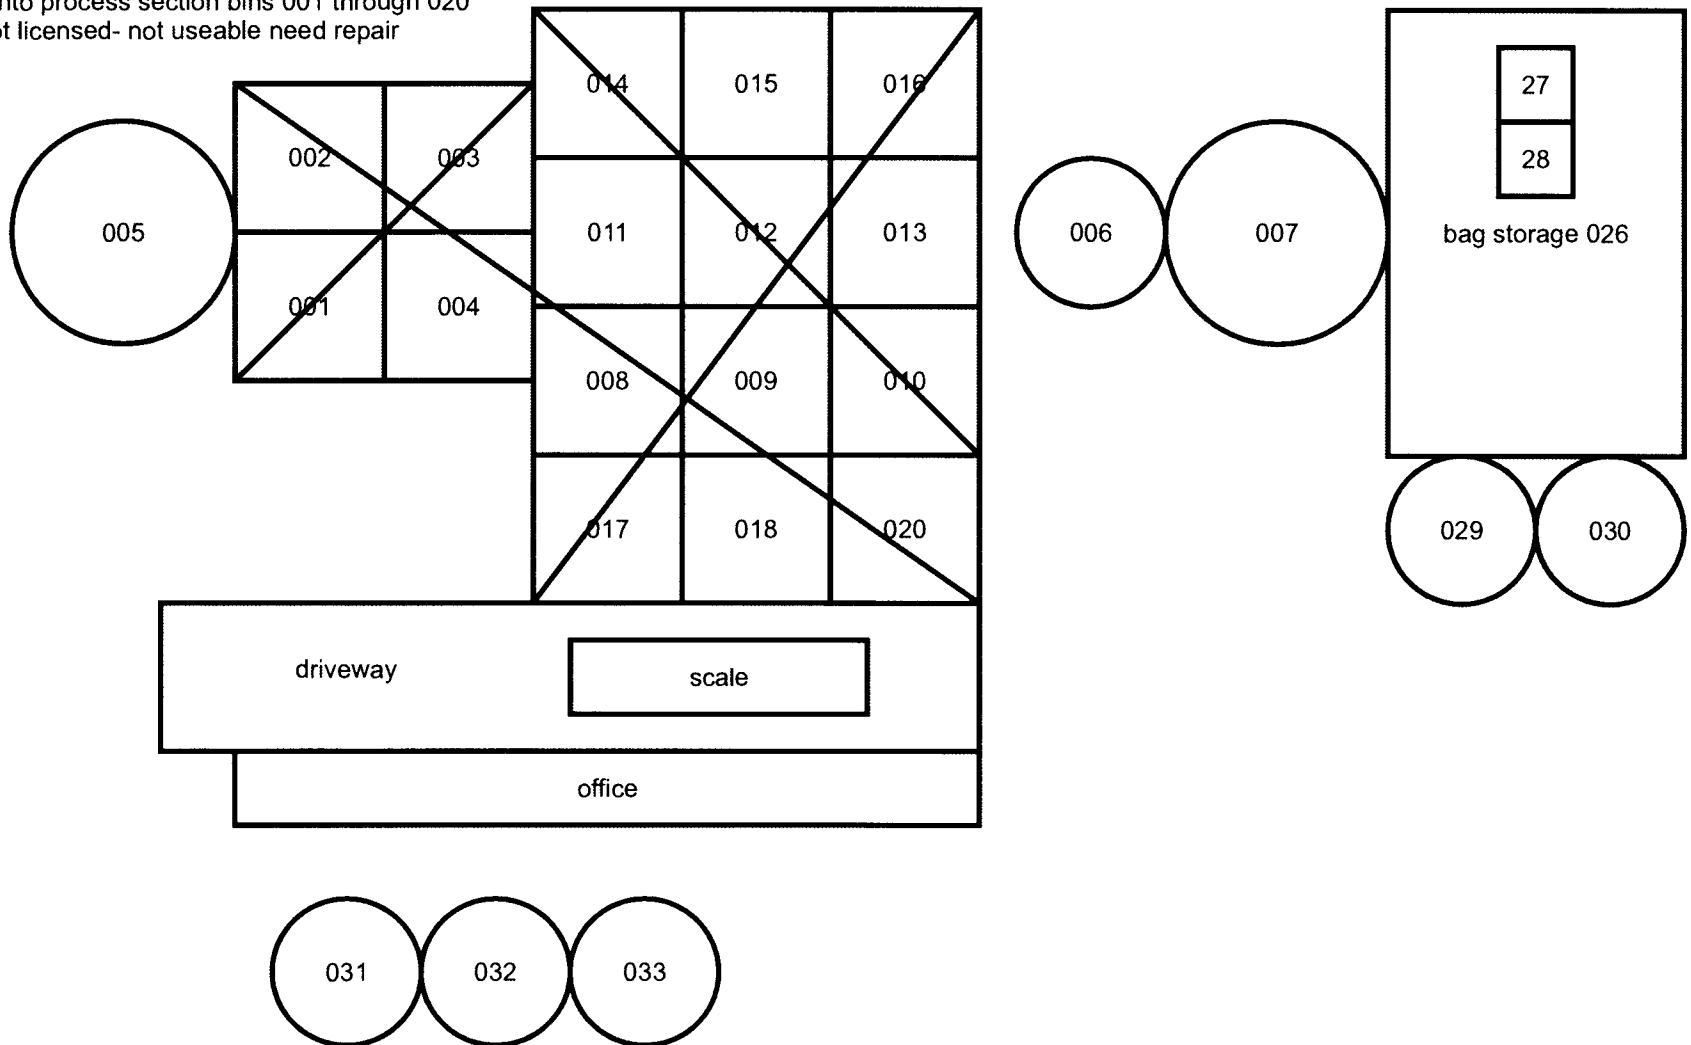 into process section bins 001 through 020
not licensed- not useable need repair
014 015 016
27
002 003
28
005 011 012 013 006 007 bag storage 026
001 004
008 009 010
017 018 020 029 030
driveway scale
office
031 032 033